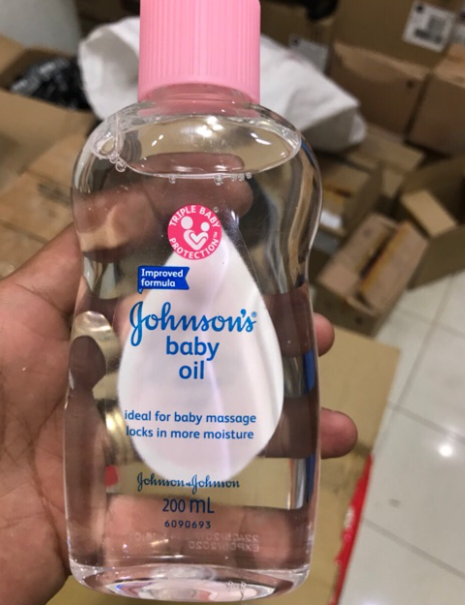 TRIPLE BABY
PROTECTION™
Improved
formula
Johnson's®
baby
oil
ideal for baby massage
locks in more moisture
Johnson & Johnson
200 mL
6090693